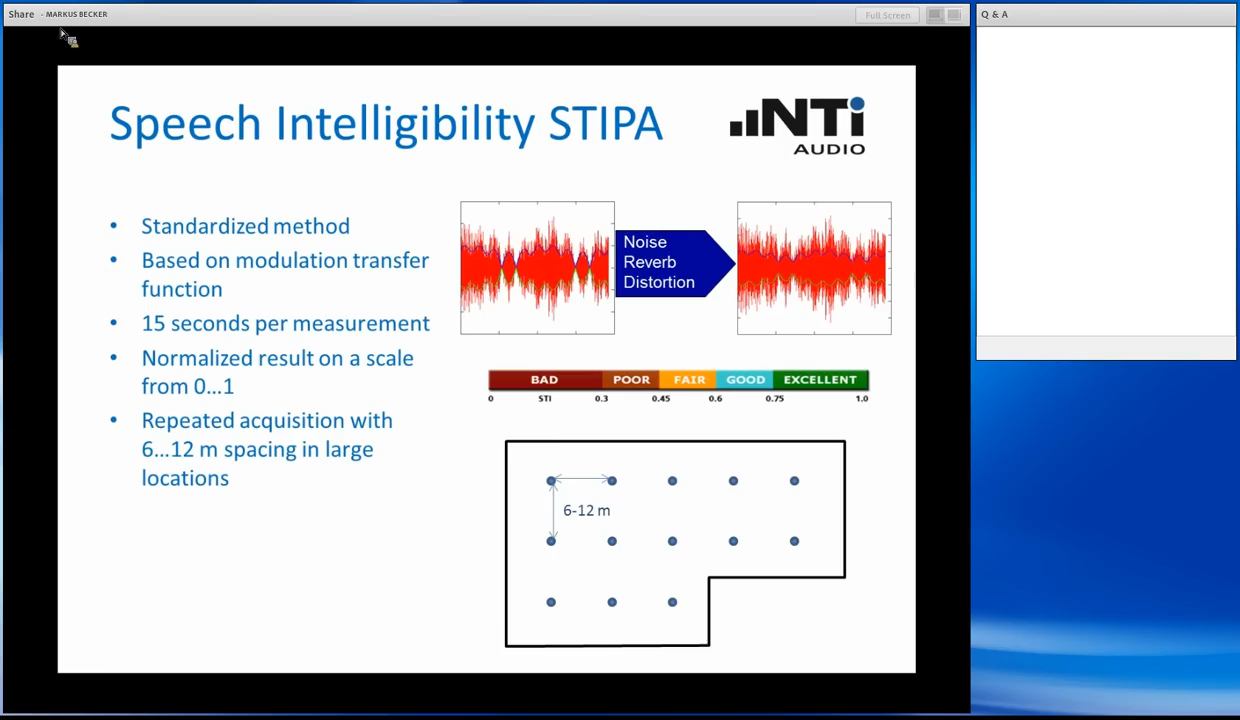 Share - MARKUS BECKER
Full Screen
Q & A
Speech Intelligibility STIPA
NTi
AUDIO
• Standardized method
• Based on modulation transfer
function
• 15 seconds per measurement
• Normalized result on a scale
from 0...1
• Repeated acquisition with
6...12 m spacing in large
locations
Noise
Reverb
Distortion
BAD POOR FAIR GOOD EXCELLENT
0 STI 0.3 0.45 0.6 0.75 1.0
6-12 m